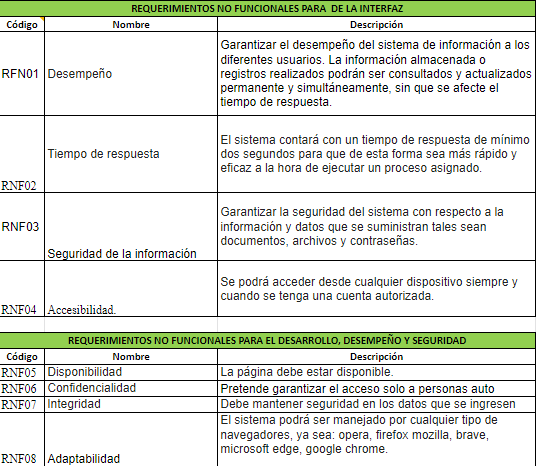 REQUERIMIENTOS NO FUNCIONALES PARA  DE LA INTERFAZ
Código Nombre Descripción
RFN01 Desempeño Garantizar el desempeño del sistema de información a los
diferentes usuarios. La información almacenada o
registros realizados podrán ser consultados y actualizados
permanente y simultáneamente, sin que se afecte el
tiempo de respuesta.
RNF02 Tiempo de respuesta El sistema contará con un tiempo de respuesta de mínimo
dos segundos para que de esta forma sea más rápido y
eficaz a la hora de ejecutar un proceso asignado.
RNF03 Seguridad de la información Garantizar la seguridad del sistema con respecto a la
información y datos que se suministran tales sean
documentos, archivos y contraseñas.
RNF04 Accesibilidad. Se podrá acceder desde cualquier dispositivo siempre y
cuando se tenga una cuenta autorizada.
REQUERIMIENTOS NO FUNCIONALES PARA EL DESARROLLO, DESEMPEÑO Y SEGURIDAD
Código Nombre Descripción
RNF05 Disponibilidad La página debe estar disponible.
RNF06 Confidencialidad Pretende garantizar el acceso solo a personas auto
RNF07 Integridad Debe mantener seguridad en los datos que se ingresen
RNF08 Adaptabilidad El sistema podrá ser manejado por cualquier tipo de
navegadores, ya sea: opera, firefox mozilla, brave,
microsoft edge, google chrome.